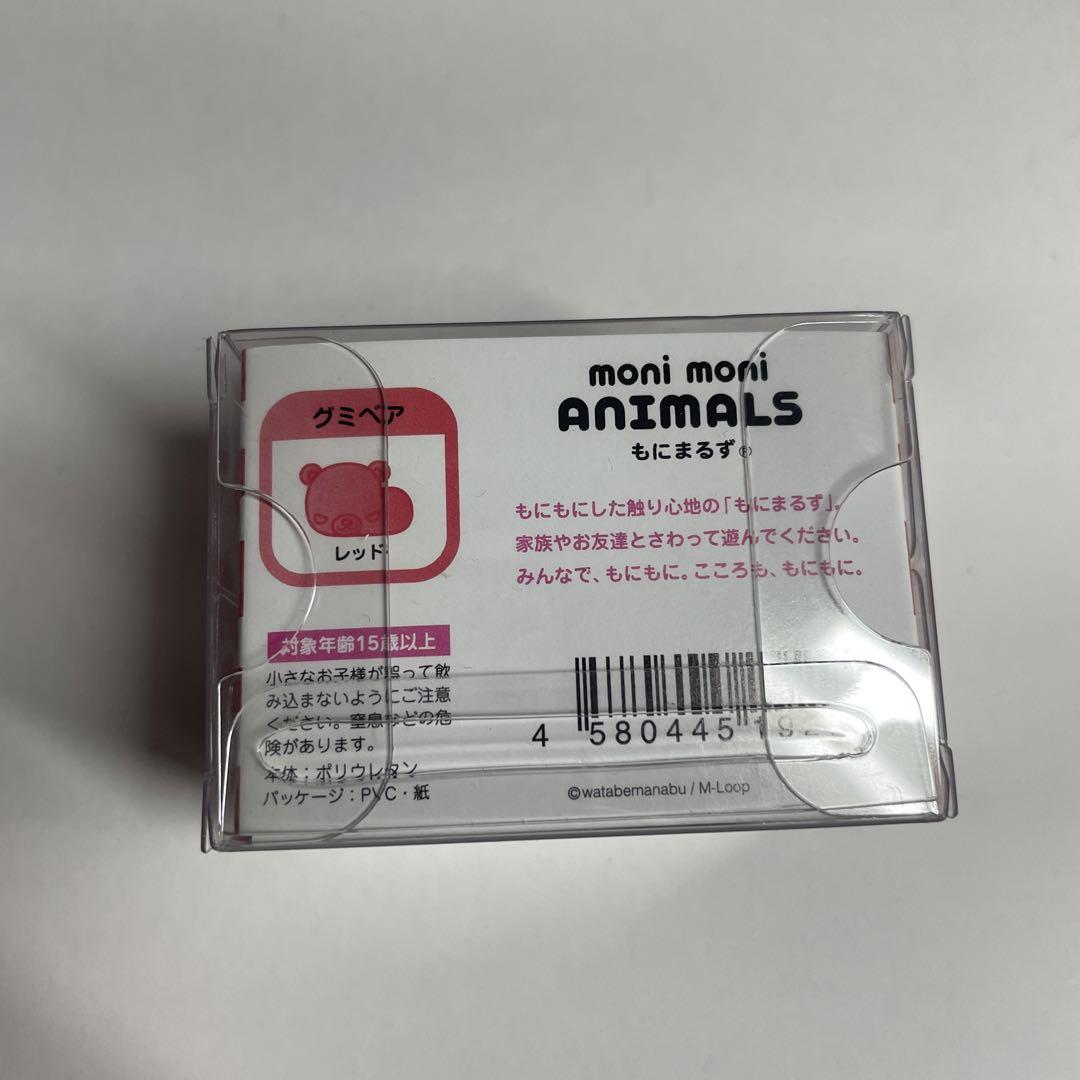 グミベア
レッド
moni moni
ANIMALS
もにまるず®
もにもにした触り心地の「もにまるず」。
家族やお友達とさわって遊んでください。
みんなで、もにもに。こころも、もにもに。
対象年齢15歳以上
小さなお子様が誤って飲
み込まないようにご注意
ください。窒息などの危
険があります。
本体：ポリウレタン
パッケージ：PVC・紙
4 580445 192
©watabemanabu / M-Loop